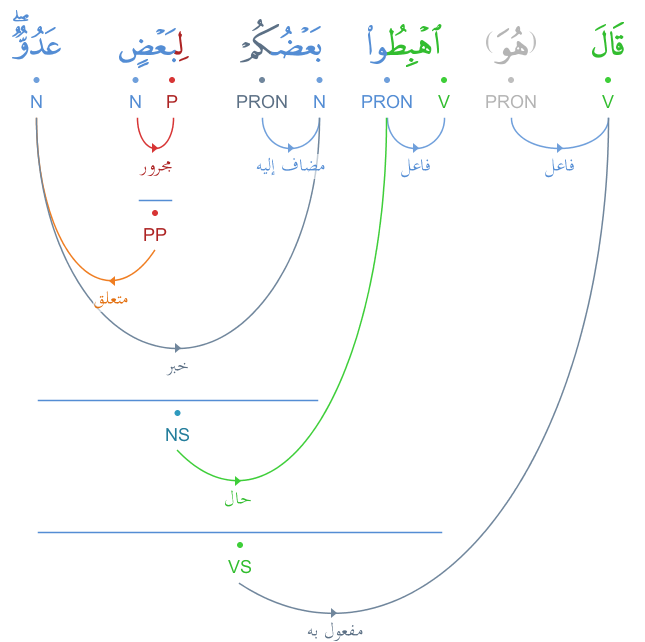 قَالَ (هُوَ) ٱهْبِطُوا۟ بَعْضُكُمْ لِبَعْضٍ عَدُوٌّ ۖ
V PRON V PRON N PRON P N N
فاعل فاعل مضاف إليه مجرور
PP
متعلق
خبر
NS
حال
VS
مفعول به